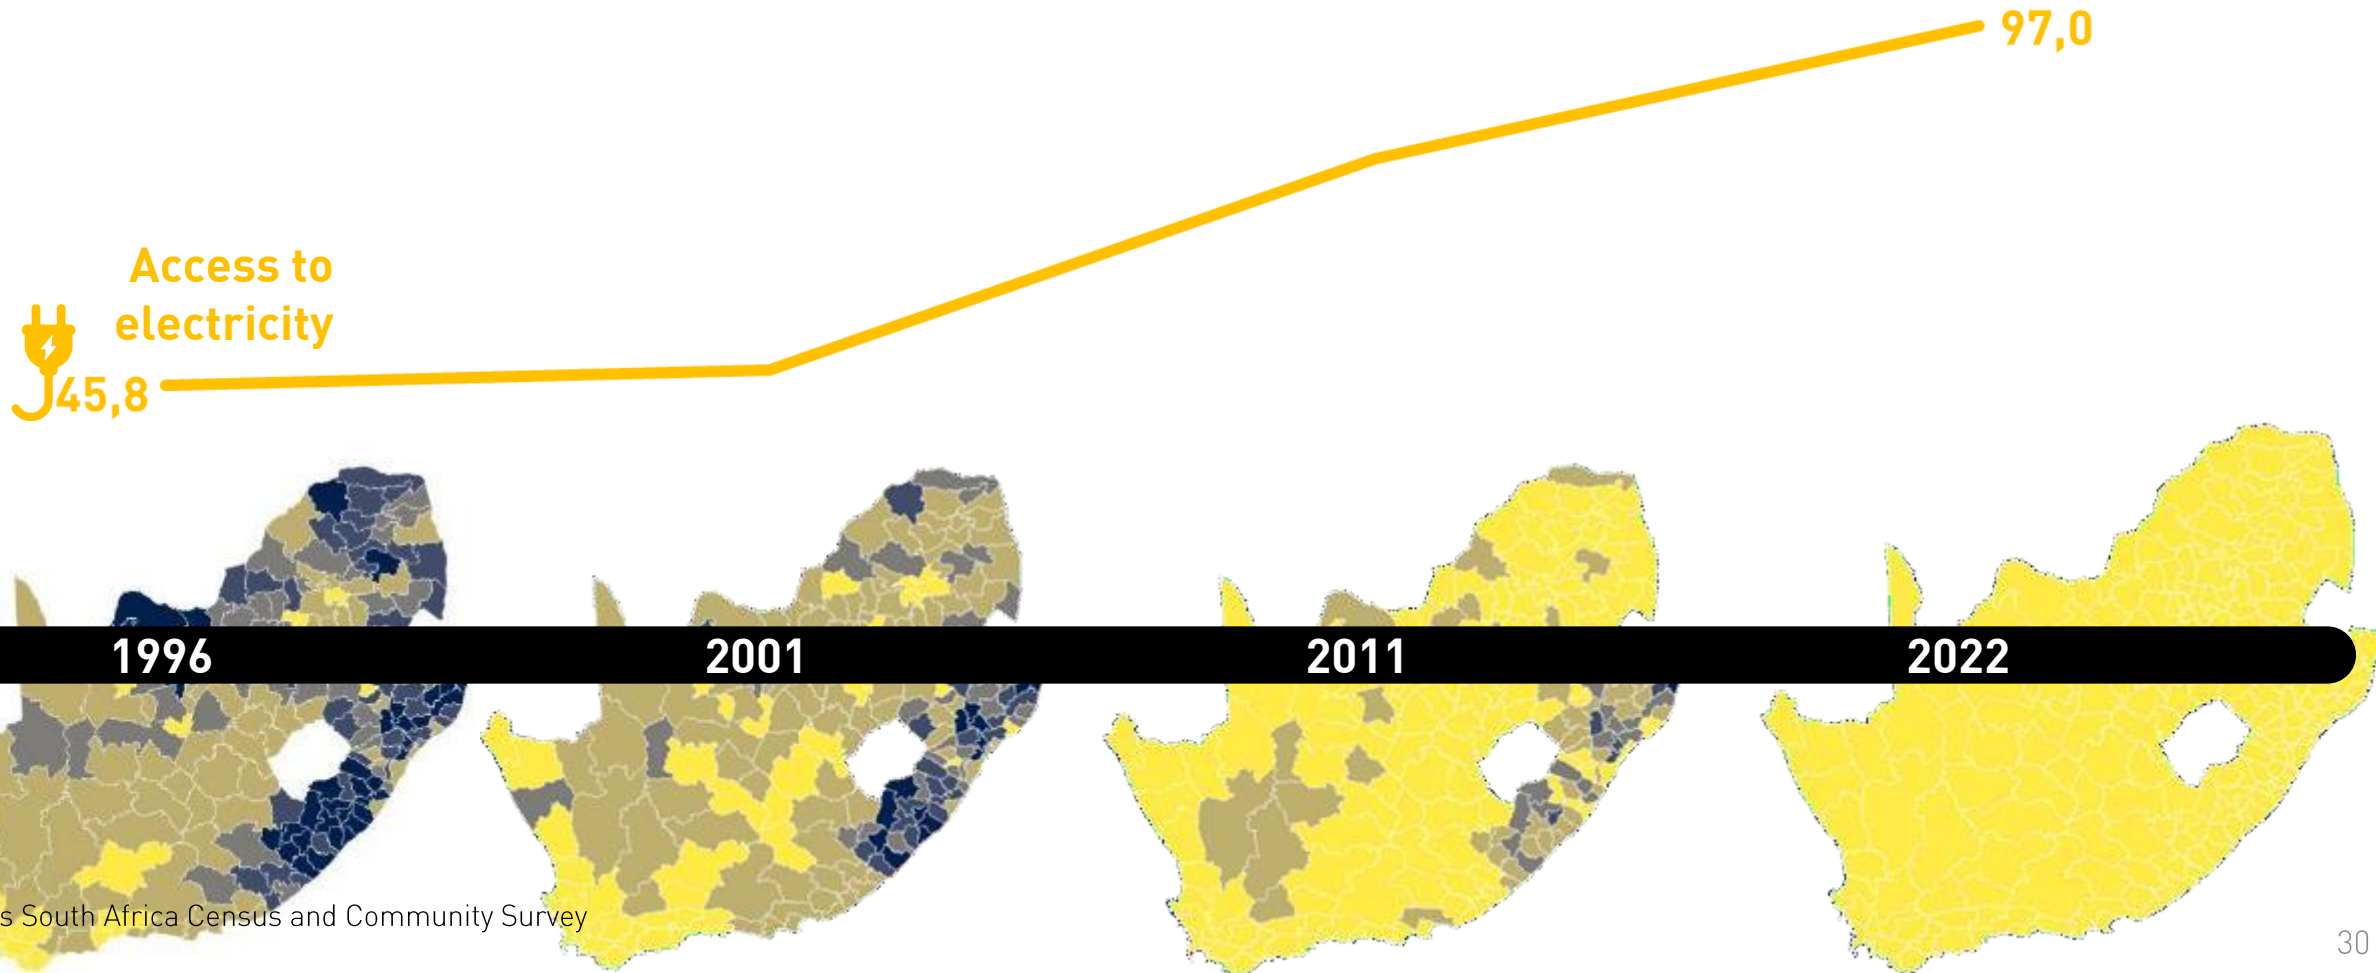 97,0
Access to
electricity
45,8
1996
2001
2011
2022
s South Africa Census and Community Survey
30